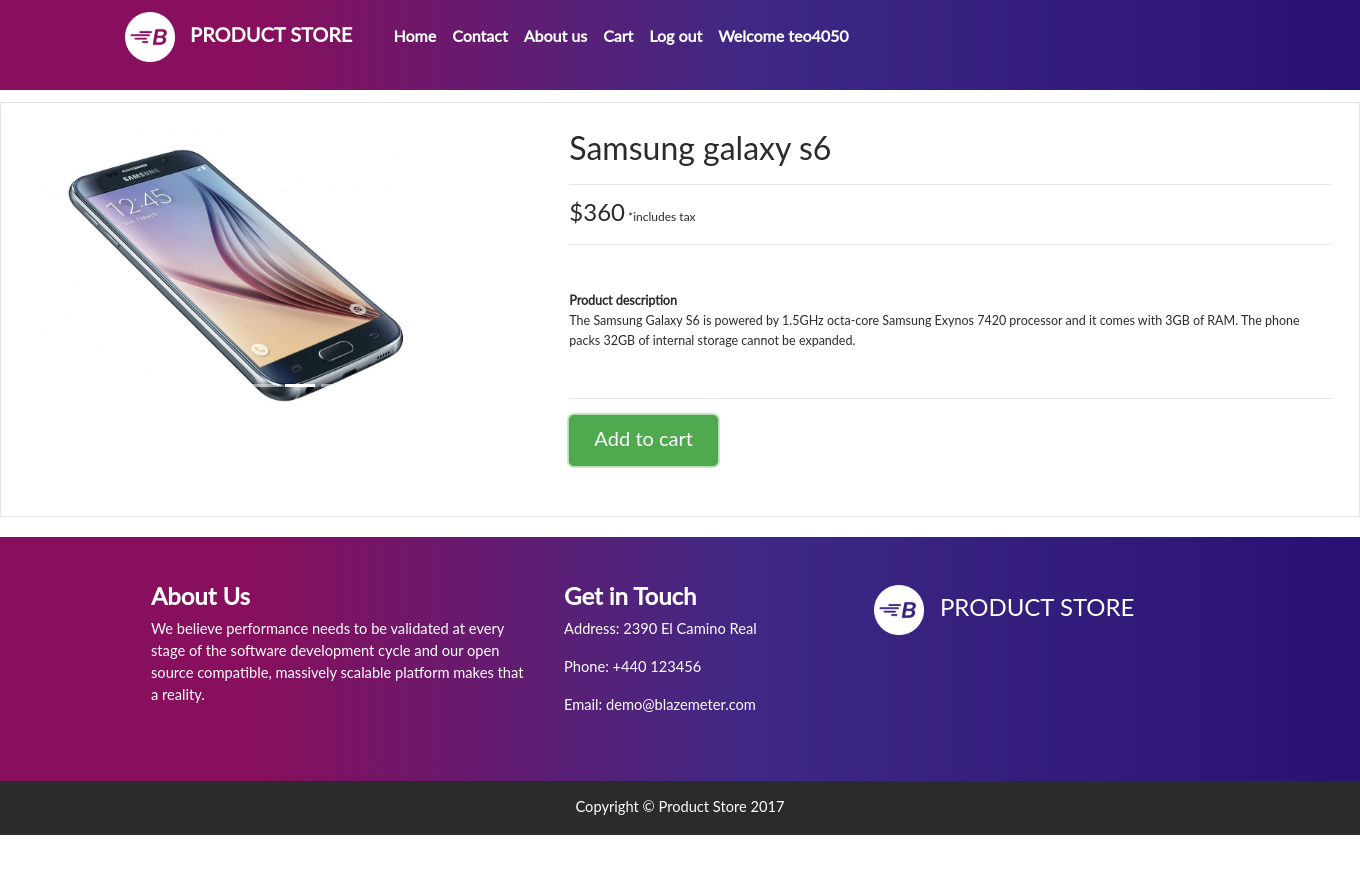 B PRODUCT STORE Home Contact About us Cart Log out Welcome teo4050
SAMSUNG
12:45
Samsung galaxy s6
$360 *includes tax
Product description
The Samsung Galaxy S6 is powered by 1.5GHz octa-core Samsung Exynos 7420 processor and it comes with 3GB of RAM. The phone
packs 32GB of internal storage cannot be expanded.
Add to cart
About Us
We believe performance needs to be validated at every
stage of the software development cycle and our open
source compatible, massively scalable platform makes that
a reality.
Get in Touch
Address: 2390 El Camino Real
Phone: +440 123456
Email: demo@blazemeter.com
B PRODUCT STORE
Copyright © Product Store 2017